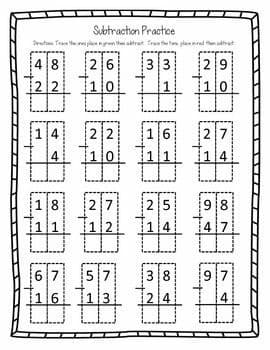 Subtraction Practice
Directions: Trace the ones place in green then subtract. Trace the tens place in red then subtract.
48 26 33 29
- 22 - 10 - 1 - 10
14 22 27 27
- 4 - 10 - 16 - 14
18 27 25 98
- 11 - 12 - 14 - 47
67 57 38 97
- 16 - 13 - 24 - 4